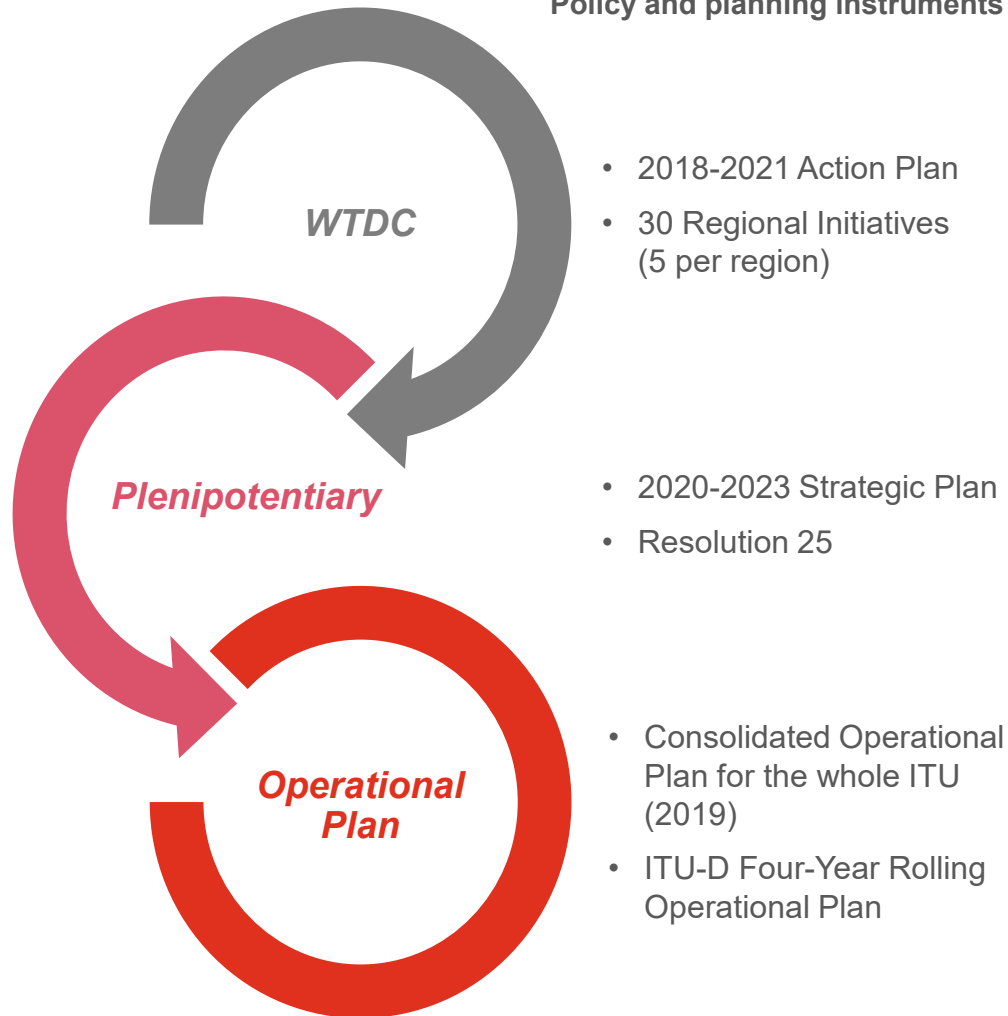 Policy and planning instruments
WTDC
• 2018-2021 Action Plan
• 30 Regional Initiatives
(5 per region)
Plenipotentiary
• 2020-2023 Strategic Plan
• Resolution 25
Operational
Plan
• Consolidated Operational
Plan for the whole ITU
(2019)
• ITU-D Four-Year Rolling
Operational Plan